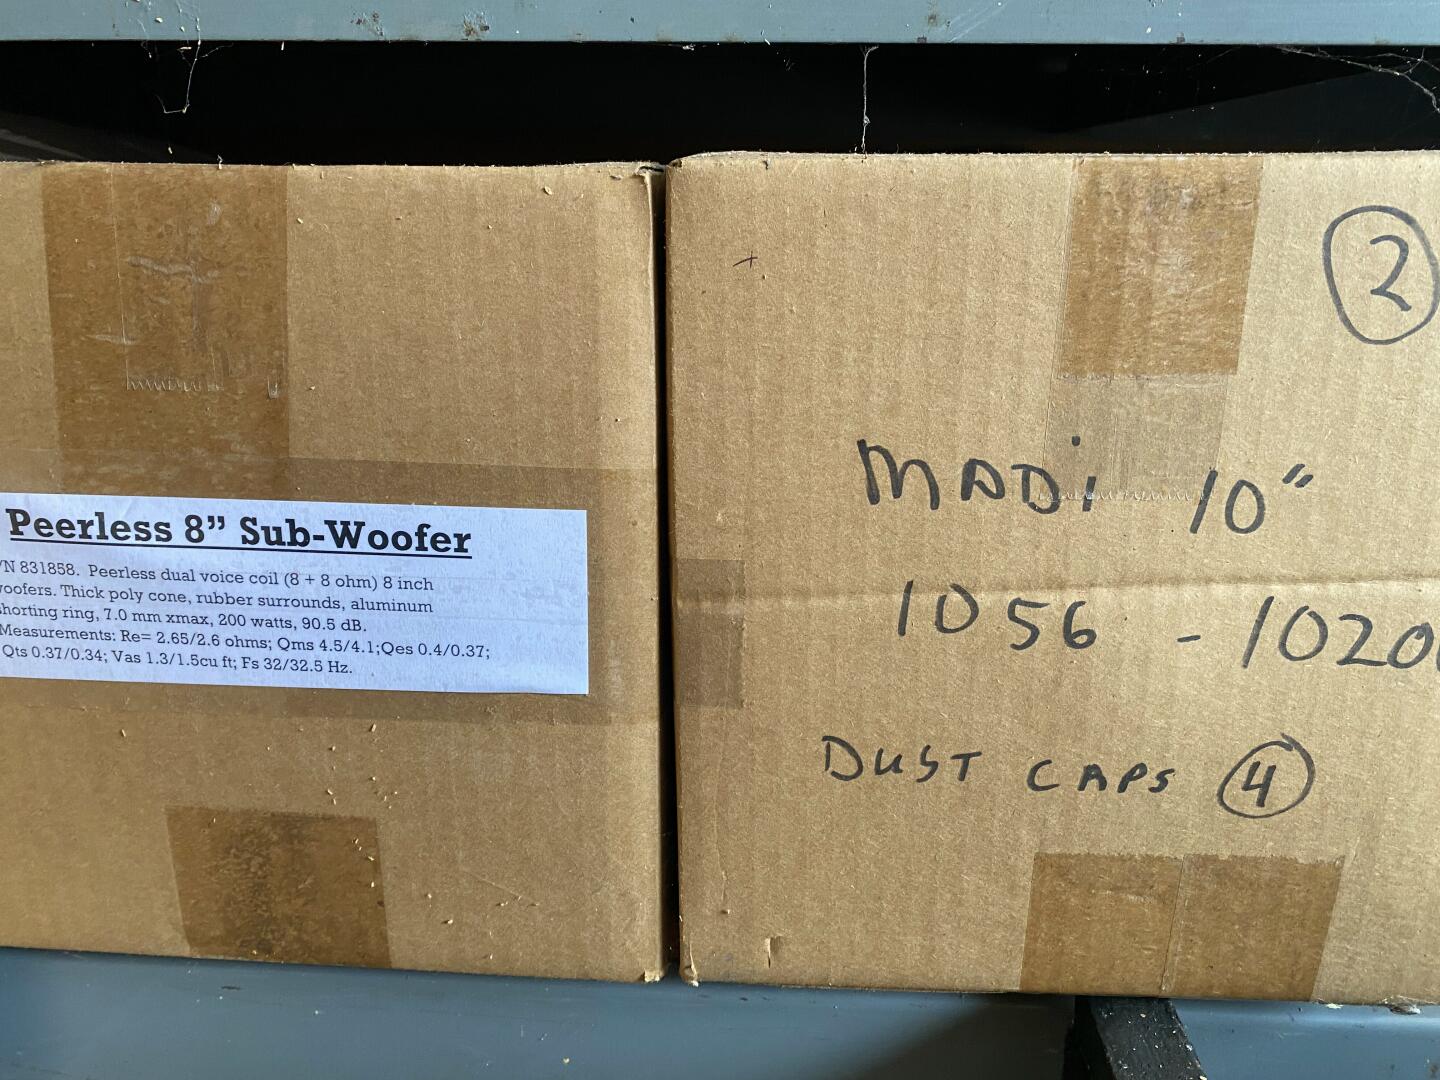 Peerless 8” Sub-Woofer
/N 831858. Peerless dual voice coil (8 + 8 ohm) 8 inch
woofers. Thick poly cone, rubber surrounds, aluminum
shorting ring, 7.0 mm xmax, 200 watts, 90.5 dB.
Measurements: Re= 2.65/2.6 ohms; Qms 4.5/4.1;Qes 0.4/0.37;
Qts 0.37/0.34; Vas 1.3/1.5cu ft; Fs 32/32.5 Hz.
2
MADi 10"
1056 - 1020
DUST CAPS 4